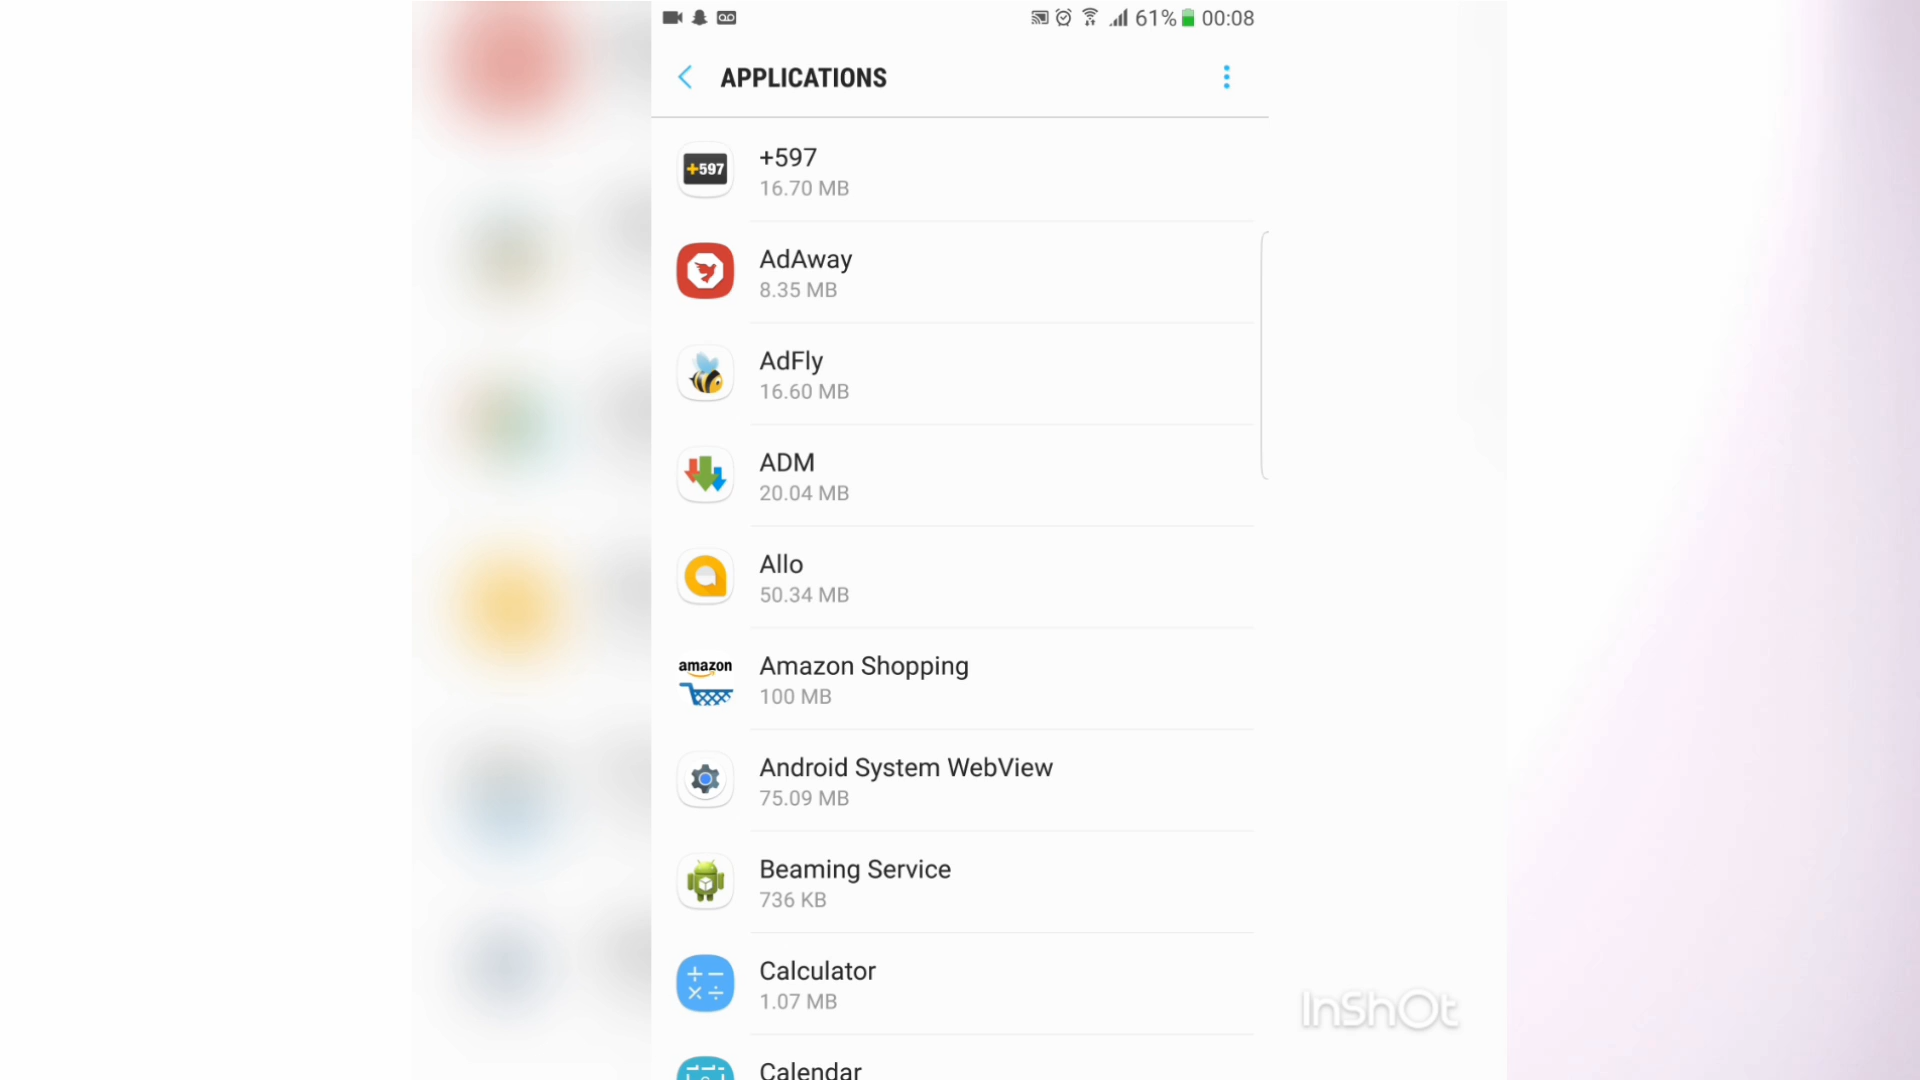 61% 00:08
APPLICATIONS
+597
+597
16.70 MB
AdAway
8.35 MB
AdFly
16.60 MB
ADM
20.04 MB
Allo
50.34 MB
amazon
Amazon Shopping
100 MB
Android System WebView
75.09 MB
Beaming Service
736 KB
Calculator
1.07 MB
Calendar
InShOt